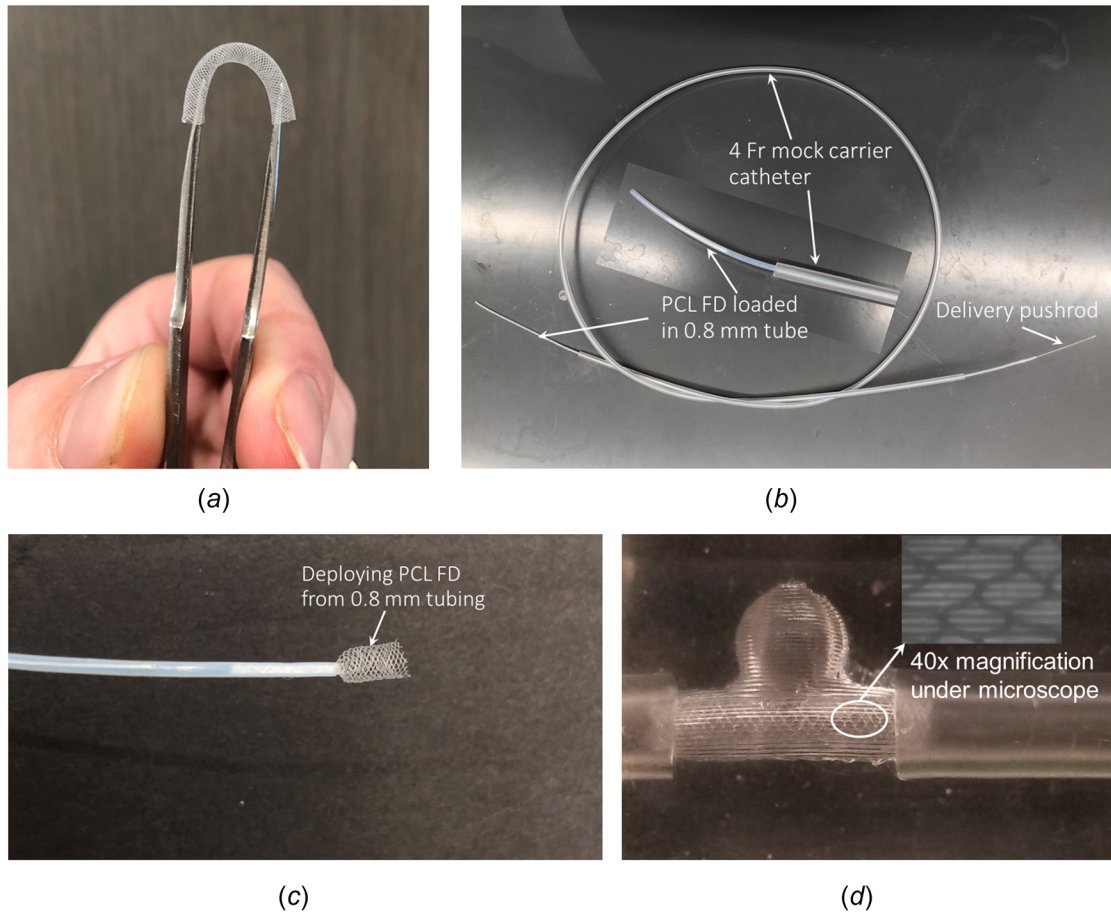 4 Fr mock carrier
catheter
PCL FD loaded
in 0.8 mm tube
Delivery pushrod
(a)
(b)
Deploying PCL FD
from 0.8 mm tubing
40x magnification
under microscope
(c)
(d)